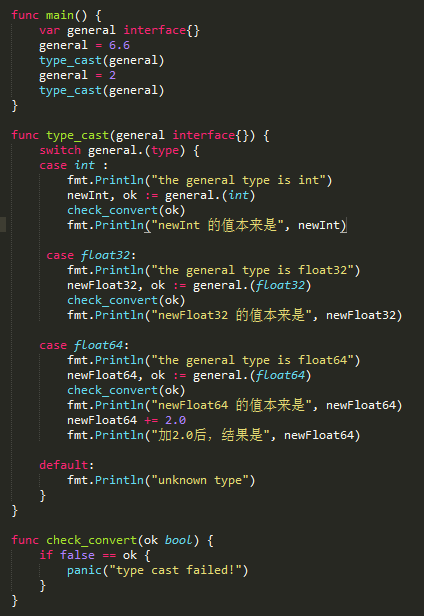 func main() {
    var general interface{}
    general = 6.6
    type_cast(general)
    general = 2
    type_cast(general)
}
func type_cast(general interface{}) {
    switch general.(type) {
    case int :
        fmt.Println("the general type is int")
        newInt, ok := general.(int)
        check_convert(ok)
        fmt.Println("newInt 的值本来是", newInt)
     case float32:
        fmt.Println("the general type is float32")
        newFloat32, ok := general.(float32)
        check_convert(ok)
        fmt.Println("newFloat32 的值本来是", newFloat32)
    case float64:
        fmt.Println("the general type is float64")
        newFloat64, ok := general.(float64)
        check_convert(ok)
        fmt.Println("newFloat64 的值本来是", newFloat64)
        newFloat64 += 2.0
        fmt.Println("加2.0后，结果是", newFloat64)
    default:
        fmt.Println("unknown type")
    }
}
func check_convert(ok bool) {
    if false == ok {
        panic("type cast failed!")
    }
}